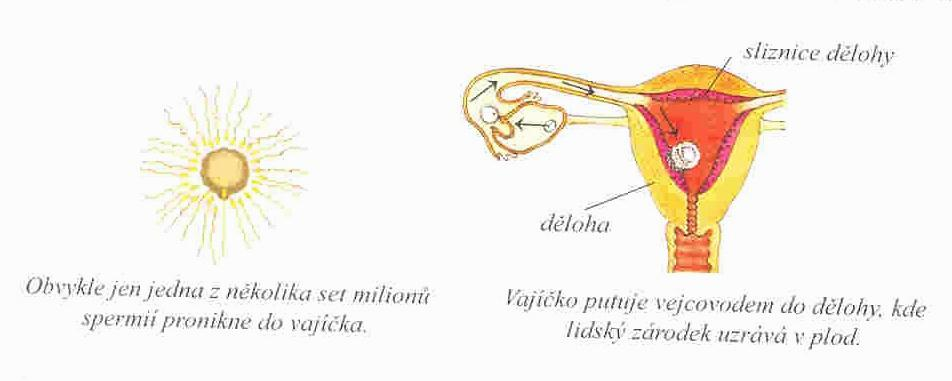 sliznice dělohy
děloha
Obvykle jen jedna z několika set milionů
spermií pronikne do vajíčka.
Vajíčko putuje vejcovodem do dělohy, kde
lidský zárodek uzrává v plod.